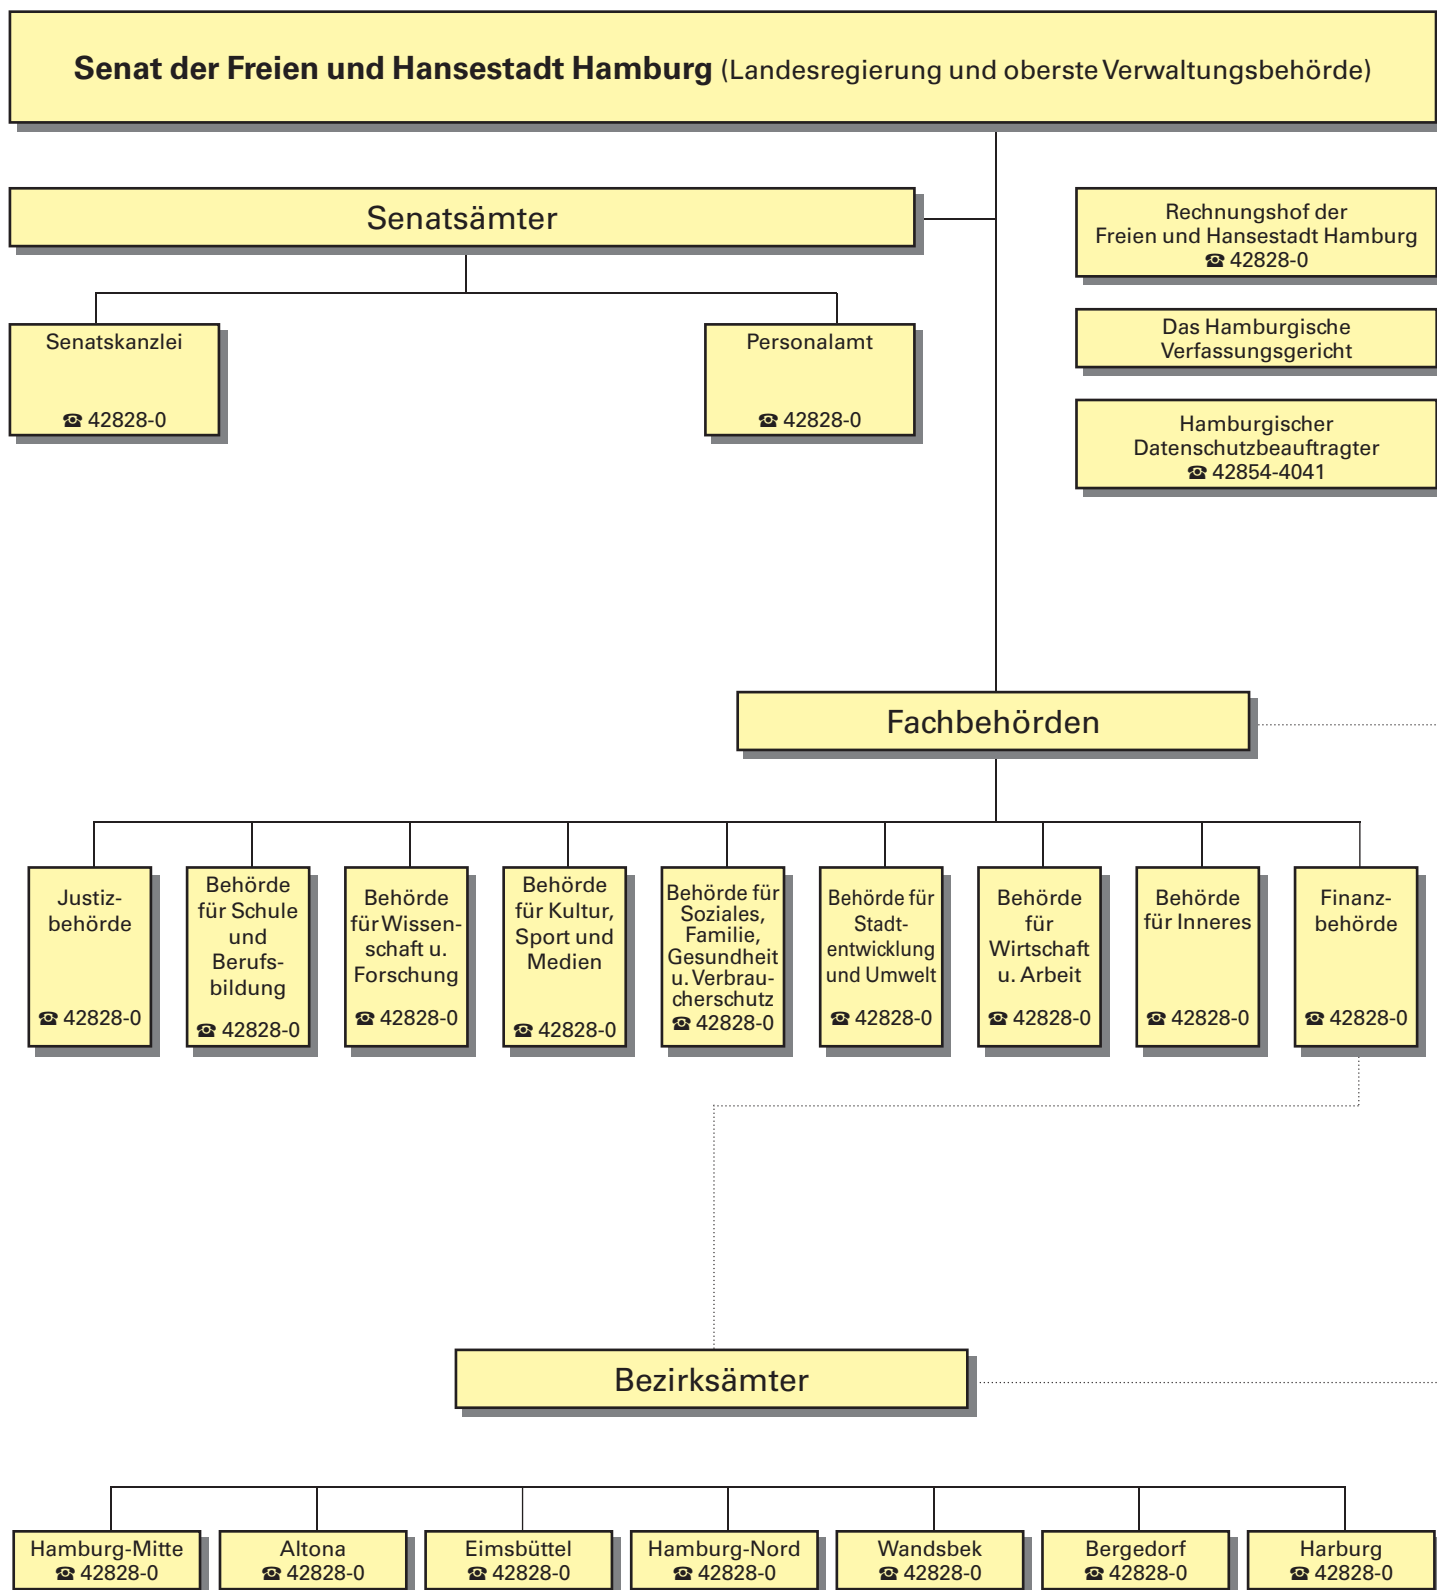 Senat der Freien und Hansestadt Hamburg (Landesregierung und oberste Verwaltungsbehörde)
Senatsämter
Senatskanzlei
☎ 42828-0
Personalamt
☎ 42828-0
Rechnungshof der
Freien und Hansestadt Hamburg
☎ 42828-0
Das Hamburgische
Verfassungsgericht
Hamburgischer
Datenschutzbeauftragter
☎ 42854-4041
Fachbehörden
Justiz-
behörde
☎ 42828-0
Behörde
für Schule
und
Berufs-
bildung
☎ 42828-0
Behörde
für Wissen-
schaft u.
Forschung
☎ 42828-0
Behörde
für Kultur,
Sport und
Medien
☎ 42828-0
Behörde für
Soziales,
Familie,
Gesundheit
u. Verbrau-
cherschutz
☎ 42828-0
Behörde für
Stadt-
entwicklung
und Umwelt
☎ 42828-0
Behörde
für
Wirtschaft
u. Arbeit
☎ 42828-0
Behörde
für Inneres
☎ 42828-0
Finanz-
behörde
☎ 42828-0
Bezirksämter
Hamburg-Mitte
☎ 42828-0
Altona
☎ 42828-0
Eimsbüttel
☎ 42828-0
Hamburg-Nord
☎ 42828-0
Wandsbek
☎ 42828-0
Bergedorf
☎ 42828-0
Harburg
☎ 42828-0